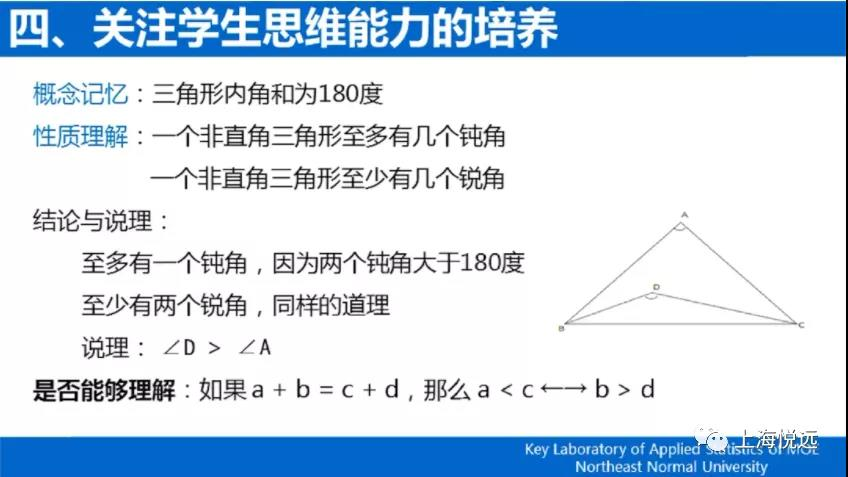 四、关注学生思维能力的培养
概念记忆：三角形内角和为180度
性质理解：一个非直角三角形至多有几个钝角
一个非直角三角形至少有几个锐角
结论与说理：
至多有一个钝角，因为两个钝角大于180度
至少有两个锐角，同样的道理
说理： ∠D > ∠A
是否能够理解：如果 a + b = c + d，那么 a < c ←→ b > d
A
D
B
C
上海悦远
Key Laboratory of Applied Statistics of MOE
Northeast Normal University